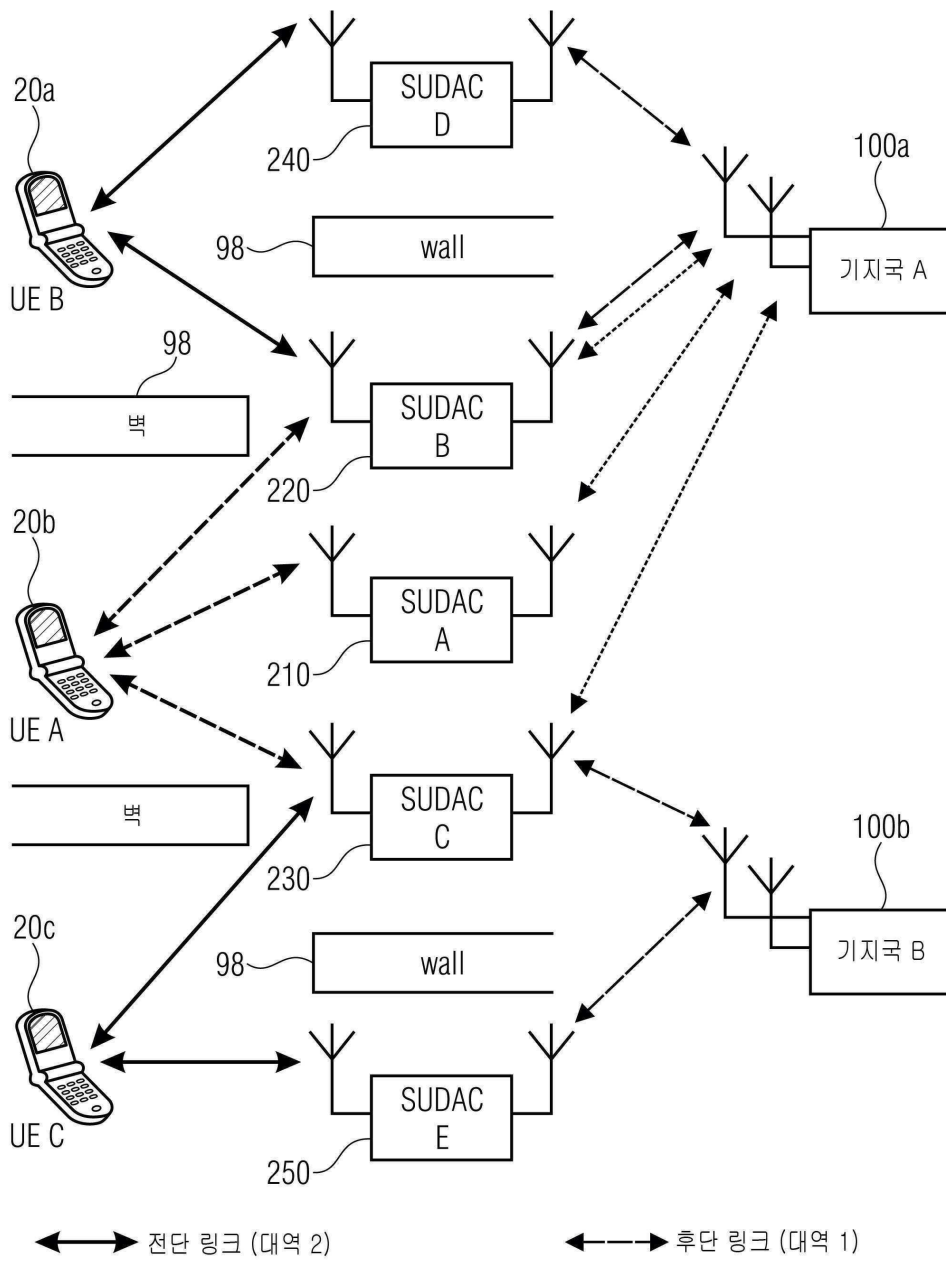 20a
UE B
SUDAC
D
240
100a
기지국 A
98
wall
98
벽
SUDAC
B
220
20b
UE A
SUDAC
A
210
벽
SUDAC
C
230
100b
기지국 B
20c
UE C
98
wall
SUDAC
E
250
전단 링크 (대역 2)
후단 링크 (대역 1)